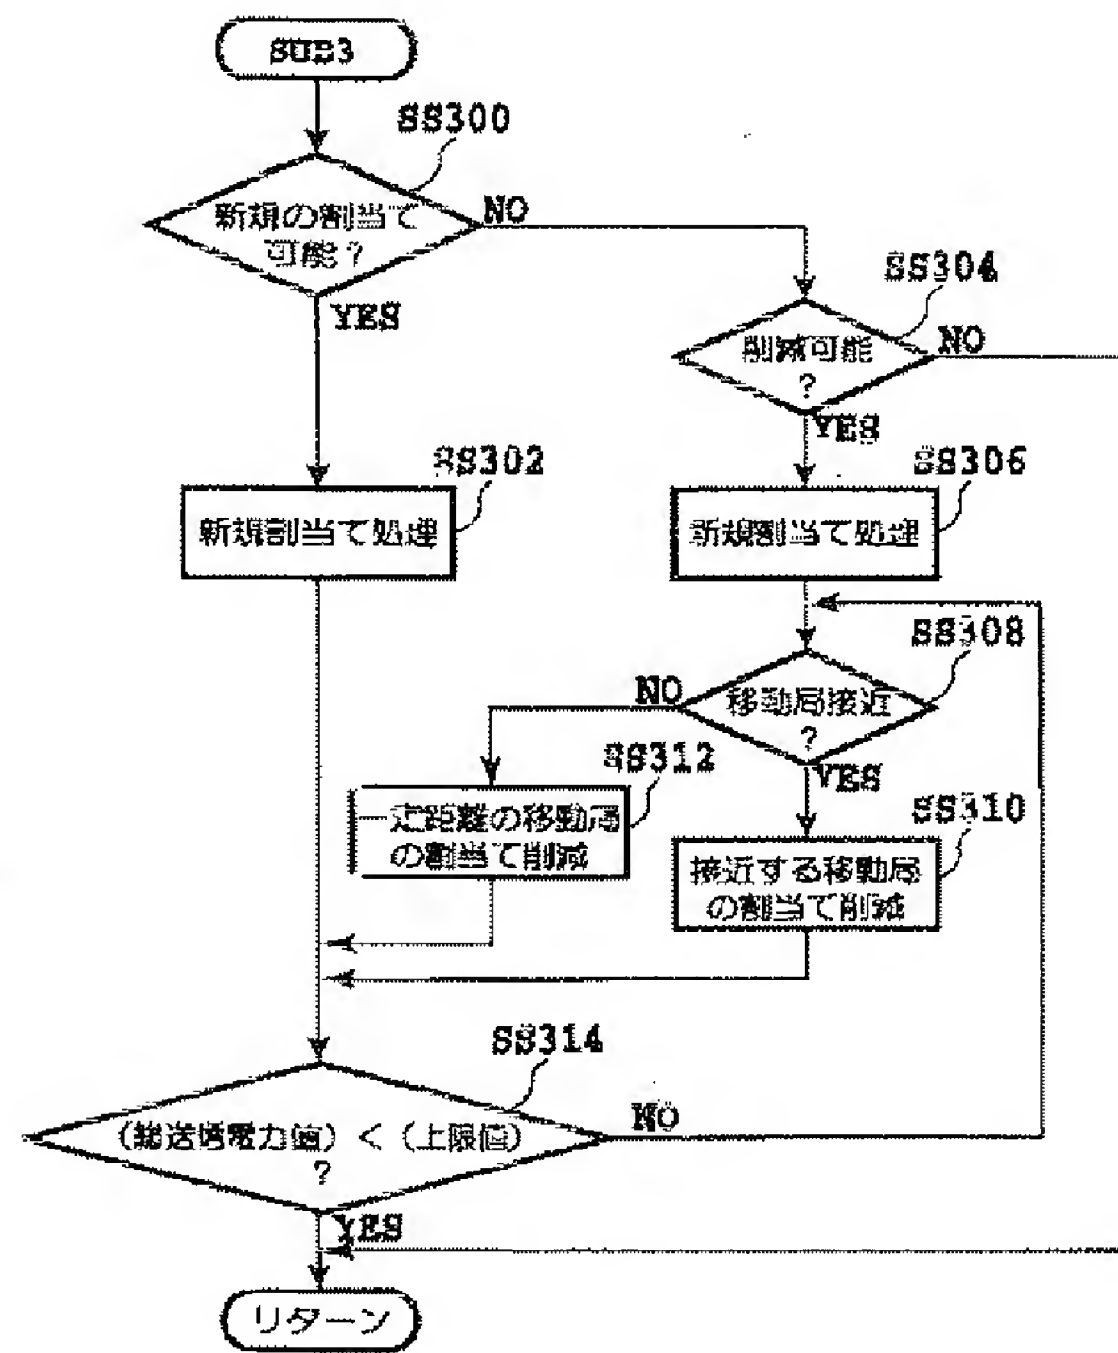 SUB3
SS300
新規の割当て
可能?
NO
YES
SS304
削減可能
?
NO
YES
SS302
新規割当て処理
SS306
新規割当て処理
SS308
移動局接近
?
NO
YES
SS312
一定距離の移動局
の割当て削減
SS310
接近する移動局
の割当て削減
SS314
(総送信電力値)<(上限値)
?
NO
YES
リターン